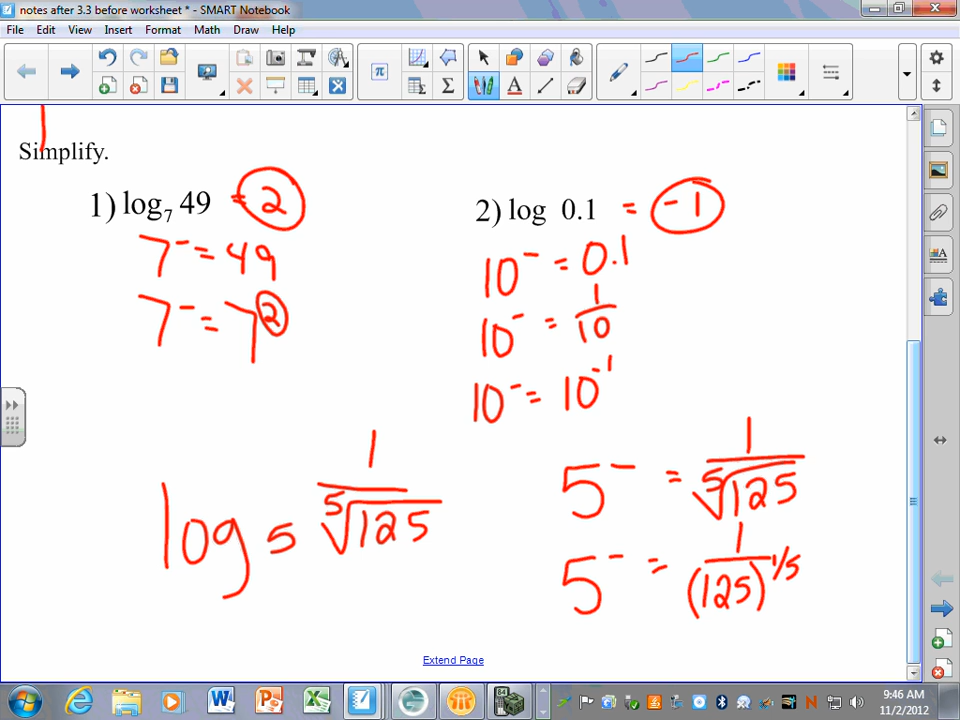 notes after 3.3 before worksheet * - SMART Notebook
File Edit View Insert Format Math Draw Help
Simplify.
1) log₇ 49 = 2
7⁻ = 49
7⁻ = 7²
2) log 0.1 = -1
10⁻ = 0.1
10⁻ = 1/10
10⁻ = 10⁻¹
log₅ 1/⁵√125
5⁻ = 1/⁵√125
5⁻ = 1/(125)^1/5
Extend Page
9:46 AM
11/2/2012